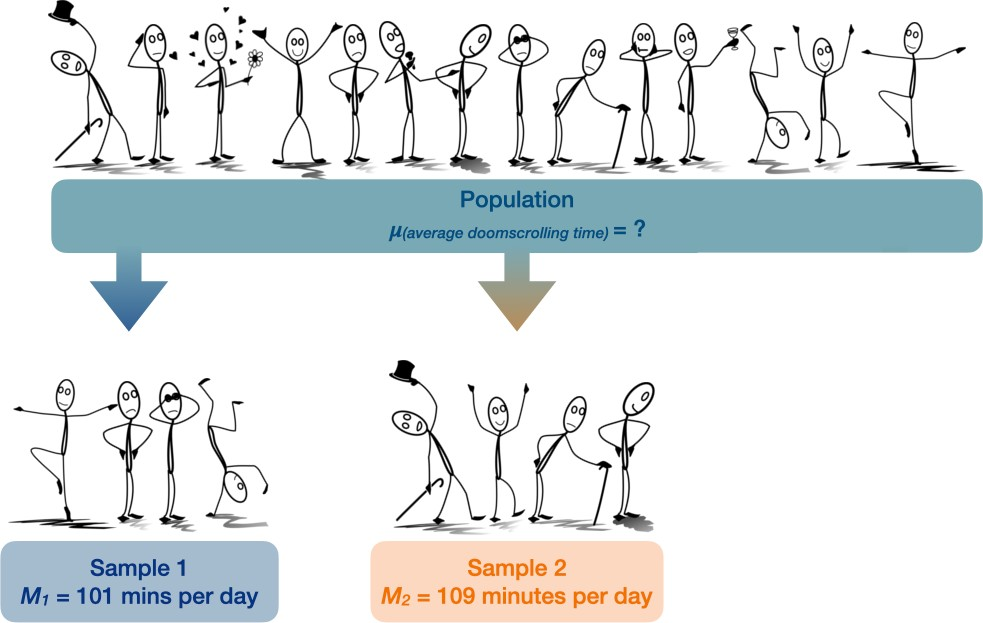 Population
μ(average doomscrolling time) = ?
Sample 1
M₁ = 101 mins per day
Sample 2
M₂ = 109 minutes per day